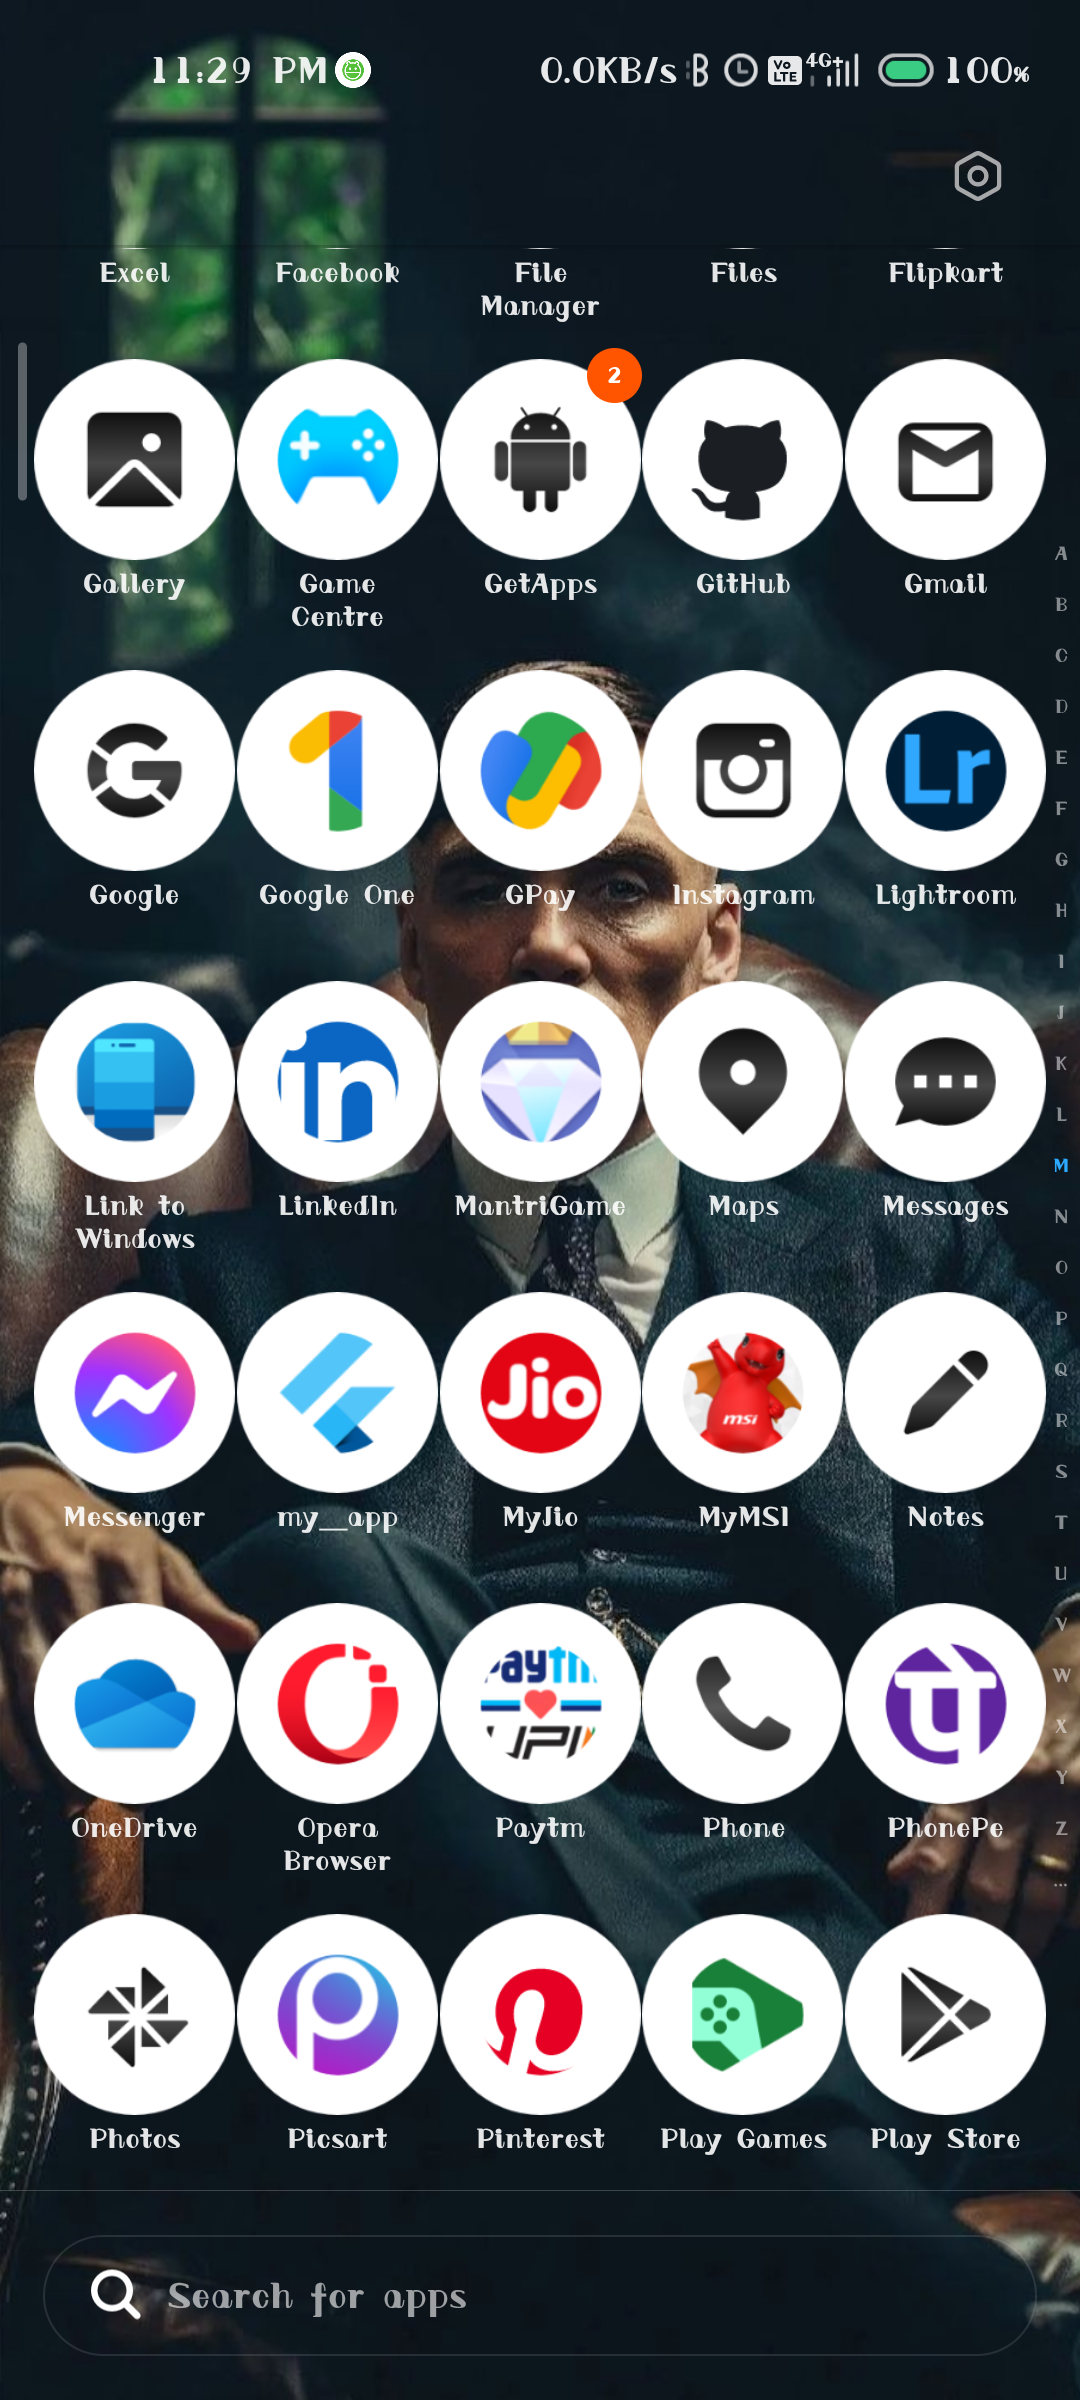 11:29 PM 0.0KB/s Vo LTE 4G+ 100%
Excel Facebook File Manager Files Flipkart
2
Gallery Game Centre GetApps GitHub Gmail
Lr
Google Google One GPay Instagram Lightroom
in
Link to Windows LinkedIn MantriGame Maps Messages
Jio msi
Messenger my_app MyJio MyMSI Notes
Paytm UPI
OneDrive Opera Browser Paytm Phone PhonePe
Photos Picsart Pinterest Play Games Play Store
A
B
C
D
E
F
G
H
I
J
K
L
M
N
O
P
Q
R
S
T
U
V
W
X
Y
Z
...
Search for apps